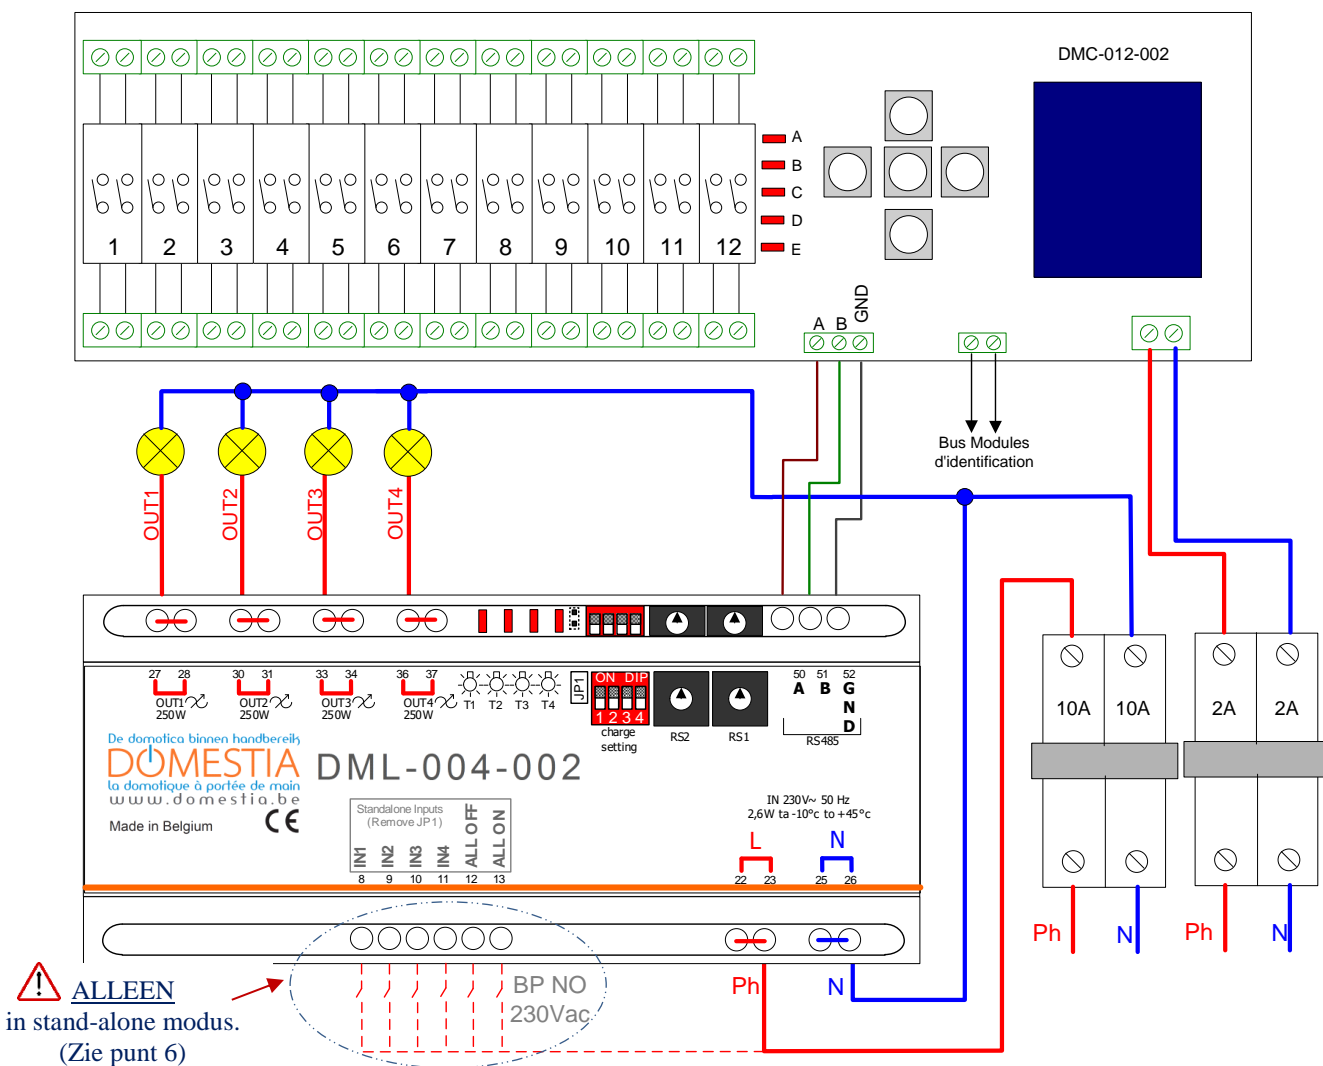 DMC-012-002
A
B
C
D
E
1 2 3 4 5 6 7 8 9 10 11 12
A B GND
Bus Modules
d'identification
OUT1 OUT2 OUT3 OUT4
27 28 30 31 33 34 36 37
OUT1 OUT2 OUT3 OUT4
250W 250W 250W 250W
T1 T2 T3 T4
JP1
ON DIP
1 2 3 4
charge
setting
RS2 RS1
50 51 52
A B GND
RS485
10A 10A 2A 2A
De domotica binnen handbereik
DOMESTIA
la domotique à portée de main
www.domestia.be
Made in Belgium
CE
DML-004-002
Standalone Inputs
(Remove JP1)
IN1 IN2 IN3 IN4 ALL OFF ALL ON
8 9 10 11 12 13
IN 230V~ 50 Hz
2,6W ta -10°c to +45°c
L N
22 23 25 26
Ph N Ph N
Ph N
BP NO
230Vac
ALLEEN
in stand-alone modus.
(Zie punt 6)